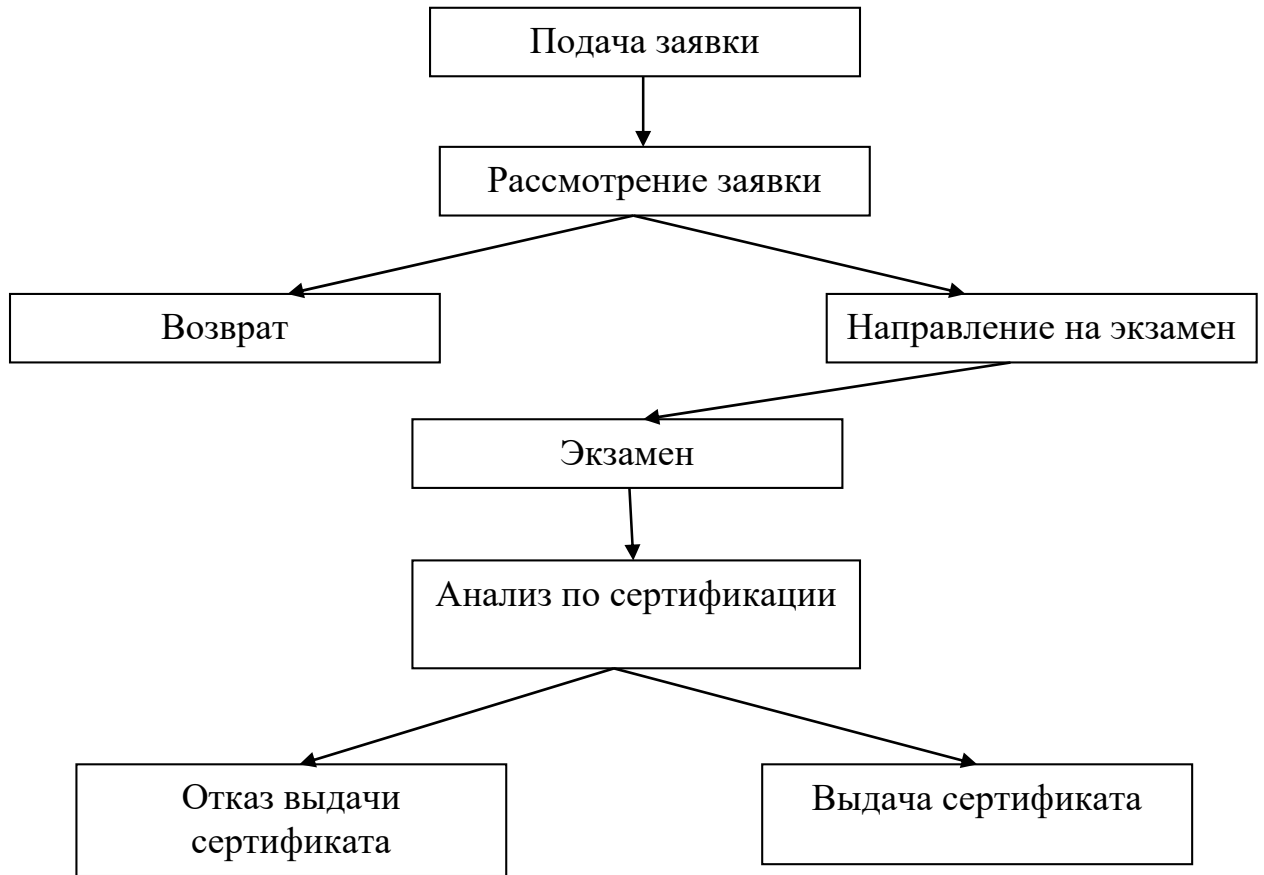 Подача заявки
Рассмотрение заявки
Возврат
Направление на экзамен
Экзамен
Анализ по сертификации
Отказ выдачи
сертификата
Выдача сертификата